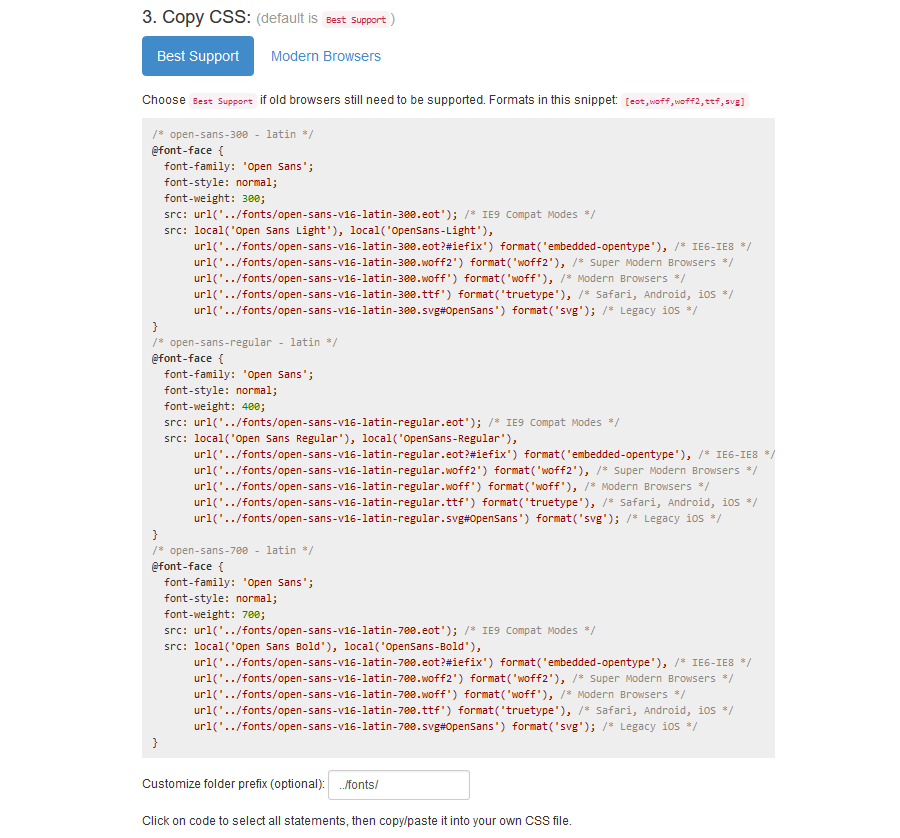 3. Copy CSS: (default is Best Support )
Best Support Modern Browsers
Choose Best Support if old browsers still need to be supported. Formats in this snippet: [eot,woff,woff2,ttf,svg]
/* open-sans-300 - latin */
@font-face {
  font-family: 'Open Sans';
  font-style: normal;
  font-weight: 300;
  src: url('../fonts/open-sans-v16-latin-300.eot'); /* IE9 Compat Modes */
  src: local('Open Sans Light'), local('OpenSans-Light'),
       url('../fonts/open-sans-v16-latin-300.eot?#iefix') format('embedded-opentype'), /* IE6-IE8 */
       url('../fonts/open-sans-v16-latin-300.woff2') format('woff2'), /* Super Modern Browsers */
       url('../fonts/open-sans-v16-latin-300.woff') format('woff'), /* Modern Browsers */
       url('../fonts/open-sans-v16-latin-300.ttf') format('truetype'), /* Safari, Android, iOS */
       url('../fonts/open-sans-v16-latin-300.svg#OpenSans') format('svg'); /* Legacy iOS */
}
/* open-sans-regular - latin */
@font-face {
  font-family: 'Open Sans';
  font-style: normal;
  font-weight: 400;
  src: url('../fonts/open-sans-v16-latin-regular.eot'); /* IE9 Compat Modes */
  src: local('Open Sans Regular'), local('OpenSans-Regular'),
       url('../fonts/open-sans-v16-latin-regular.eot?#iefix') format('embedded-opentype'), /* IE6-IE8 */
       url('../fonts/open-sans-v16-latin-regular.woff2') format('woff2'), /* Super Modern Browsers */
       url('../fonts/open-sans-v16-latin-regular.woff') format('woff'), /* Modern Browsers */
       url('../fonts/open-sans-v16-latin-regular.ttf') format('truetype'), /* Safari, Android, iOS */
       url('../fonts/open-sans-v16-latin-regular.svg#OpenSans') format('svg'); /* Legacy iOS */
}
/* open-sans-700 - latin */
@font-face {
  font-family: 'Open Sans';
  font-style: normal;
  font-weight: 700;
  src: url('../fonts/open-sans-v16-latin-700.eot'); /* IE9 Compat Modes */
  src: local('Open Sans Bold'), local('OpenSans-Bold'),
       url('../fonts/open-sans-v16-latin-700.eot?#iefix') format('embedded-opentype'), /* IE6-IE8 */
       url('../fonts/open-sans-v16-latin-700.woff2') format('woff2'), /* Super Modern Browsers */
       url('../fonts/open-sans-v16-latin-700.woff') format('woff'), /* Modern Browsers */
       url('../fonts/open-sans-v16-latin-700.ttf') format('truetype'), /* Safari, Android, iOS */
       url('../fonts/open-sans-v16-latin-700.svg#OpenSans') format('svg'); /* Legacy iOS */
}
Customize folder prefix (optional): ../fonts/
Click on code to select all statements, then copy/paste it into your own CSS file.